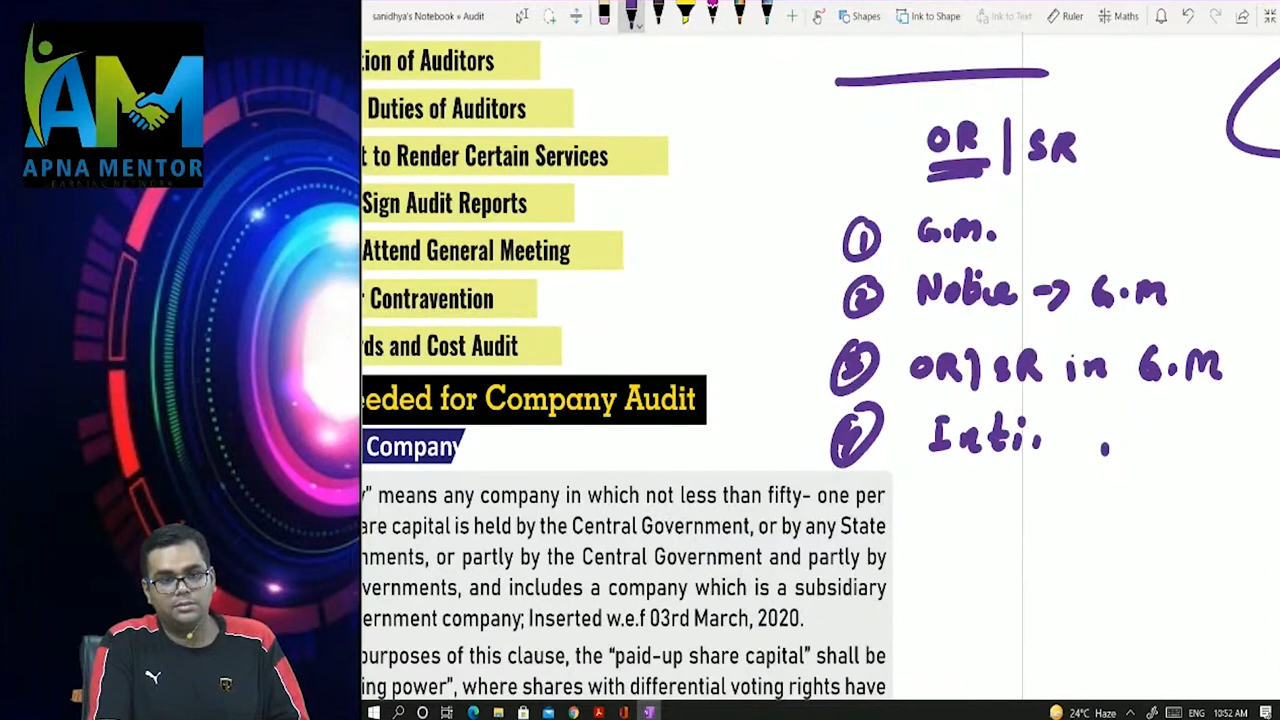 sanidhya's Notebook » Audit
Shapes
Ink to Shape
Ink to Text
Ruler
Maths
AM
APNA MENTOR
LEARNING NETWORK
tion of Auditors
Duties of Auditors
t to Render Certain Services
Sign Audit Reports
Attend General Meeting
r Contravention
rds and Cost Audit
eeded for Company Audit
Company
y” means any company in which not less than fifty- one per
are capital is held by the Central Government, or by any State
nments, or partly by the Central Government and partly by
vernments, and includes a company which is a subsidiary
ernment company; Inserted w.e.f 03rd March, 2020.
purposes of this clause, the “paid-up share capital” shall be
ing power”, where shares with differential voting rights have
OR | SR
① G.M.
② Notice → G.M
③ OR) SR in G.M
④ Inti.
24°C Haze
ENG
10:52 AM